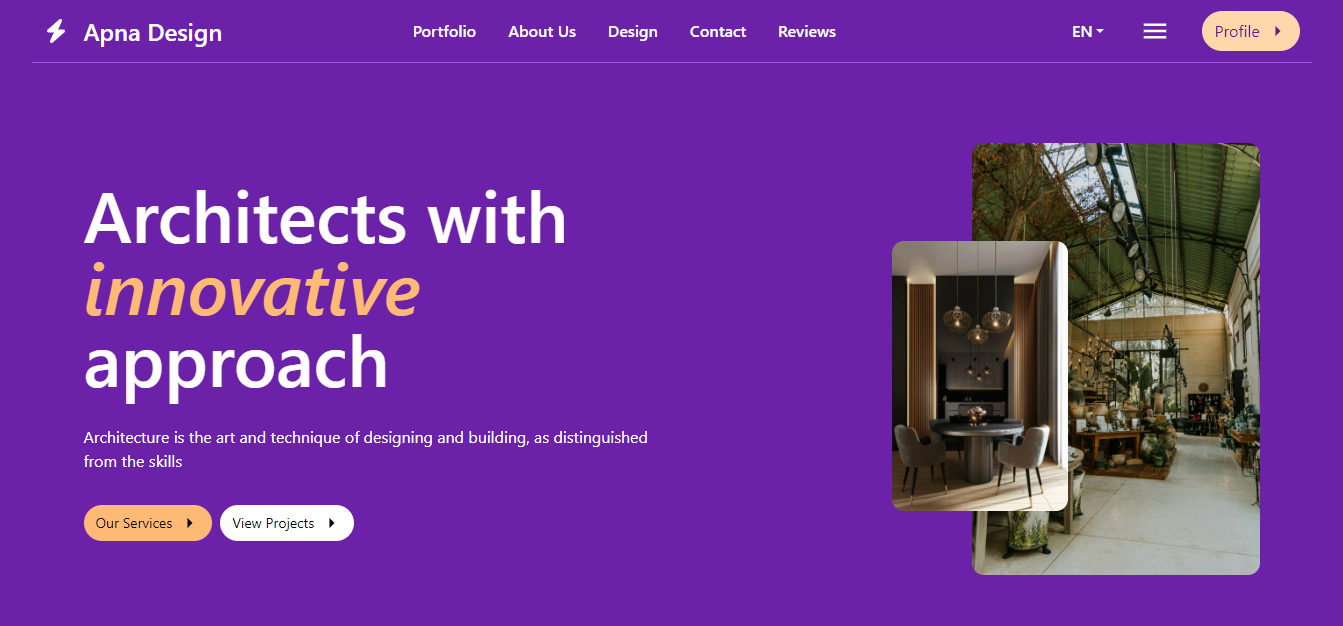 Apna Design
Portfolio
About Us
Design
Contact
Reviews
EN
Profile
Architects with
innovative
approach
Architecture is the art and technique of designing and building, as distinguished
from the skills
Our Services
View Projects